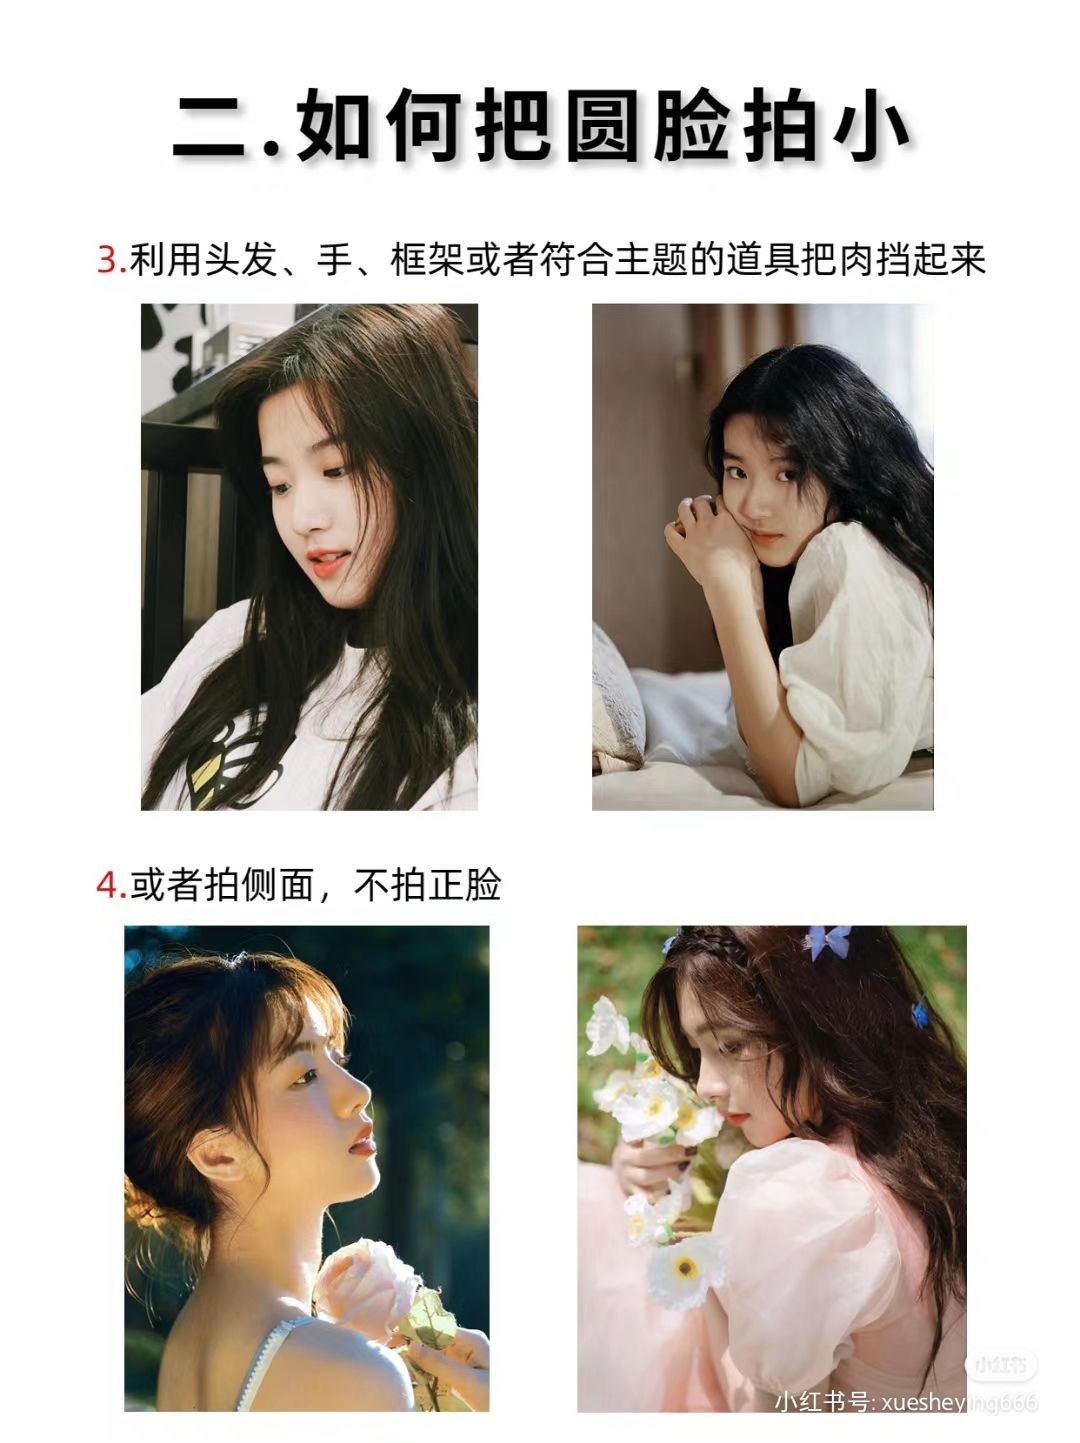 二.如何把圆脸拍小
3.利用头发、手、框架或者符合主题的道具把肉挡起来
4.或者拍侧面，不拍正脸
小红书
小红书号: xuesheying666